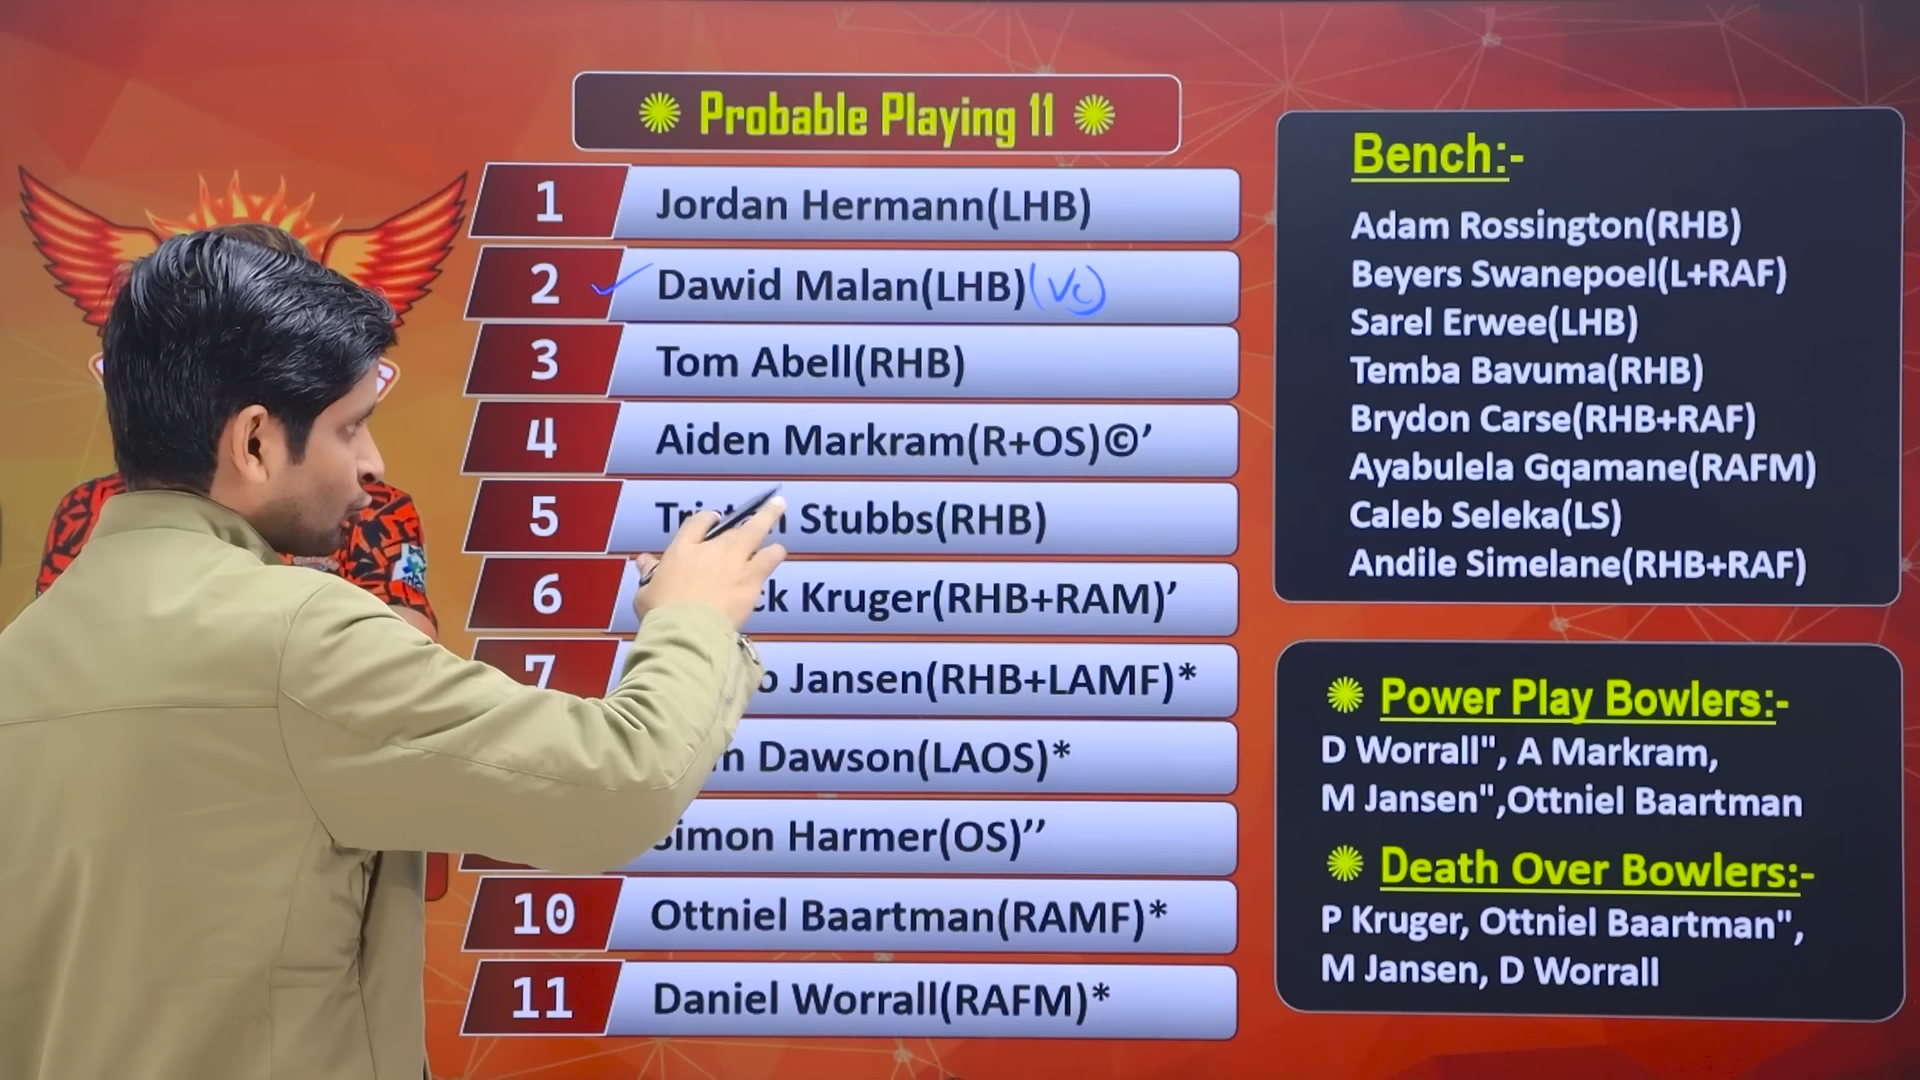 Probable Playing 11
1 Jordan Hermann(LHB)
2 Dawid Malan(LHB) (Vc)
3 Tom Abell(RHB)
4 Aiden Markram(R+OS)©’
5 Stubbs(RHB)
6 Kruger(RHB+RAM)’
7 Jansen(RHB+LAMF)*
Dawson(LAOS)*
Simon Harmer(OS)’’
10 Ottniel Baartman(RAMF)*
11 Daniel Worrall(RAFM)*
Bench:-
Adam Rossington(RHB)
Beyers Swanepoel(L+RAF)
Sarel Erwee(LHB)
Temba Bavuma(RHB)
Brydon Carse(RHB+RAF)
Ayabulela Gqamane(RAFM)
Caleb Seleka(LS)
Andile Simelane(RHB+RAF)
Power Play Bowlers:-
D Worrall", A Markram,
M Jansen",Ottniel Baartman
Death Over Bowlers:-
P Kruger, Ottniel Baartman",
M Jansen, D Worrall